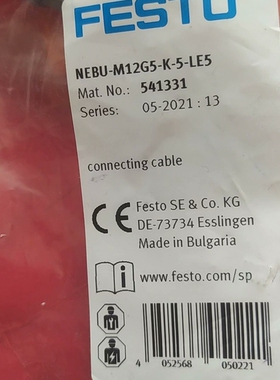 FESTO
NEBU-M12G5-K-5-LE5
Mat. No.: 541331
Series: 05-2021 : 13
connecting cable
CE
Festo SE & Co. KG
DE-73734 Esslingen
Made in Bulgaria
i
www.festo.com/sp
4 052568 050221